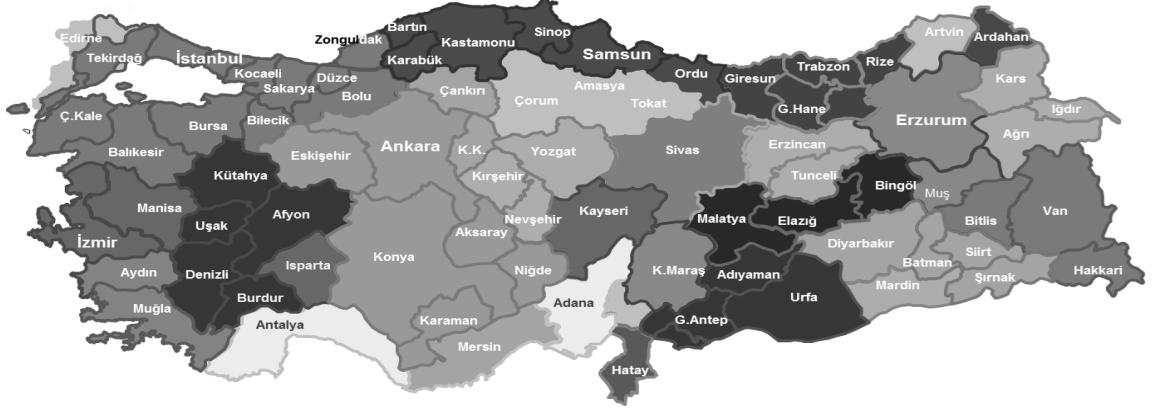 Edirne
Tekirdağ
İstanbul
Kocaeli
Sakarya
Düzce
Bolu
Zonguldak
Bartın
Karabük
Kastamonu
Sinop
Samsun
Ordu
Giresun
Trabzon
G.Hane
Rize
Artvin
Ardahan
Kars
Iğdır
Ağrı
Erzurum
Erzincan
Tunceli
Bingöl
Muş
Bitlis
Van
Hakkari
Şırnak
Siirt
Batman
Mardin
Diyarbakır
Elazığ
Malatya
Adıyaman
Urfa
G.Antep
K.Maraş
Hatay
Adana
Mersin
Karaman
Niğde
Aksaray
Nevşehir
Kayseri
Sivas
Yozgat
Kırşehir
K.K.
Çankırı
Çorum
Amasya
Tokat
Ankara
Eskişehir
Bilecik
Bursa
Ç.Kale
Balıkesir
Kütahya
Manisa
Uşak
Afyon
İzmir
Aydın
Denizli
Isparta
Burdur
Muğla
Antalya
Konya